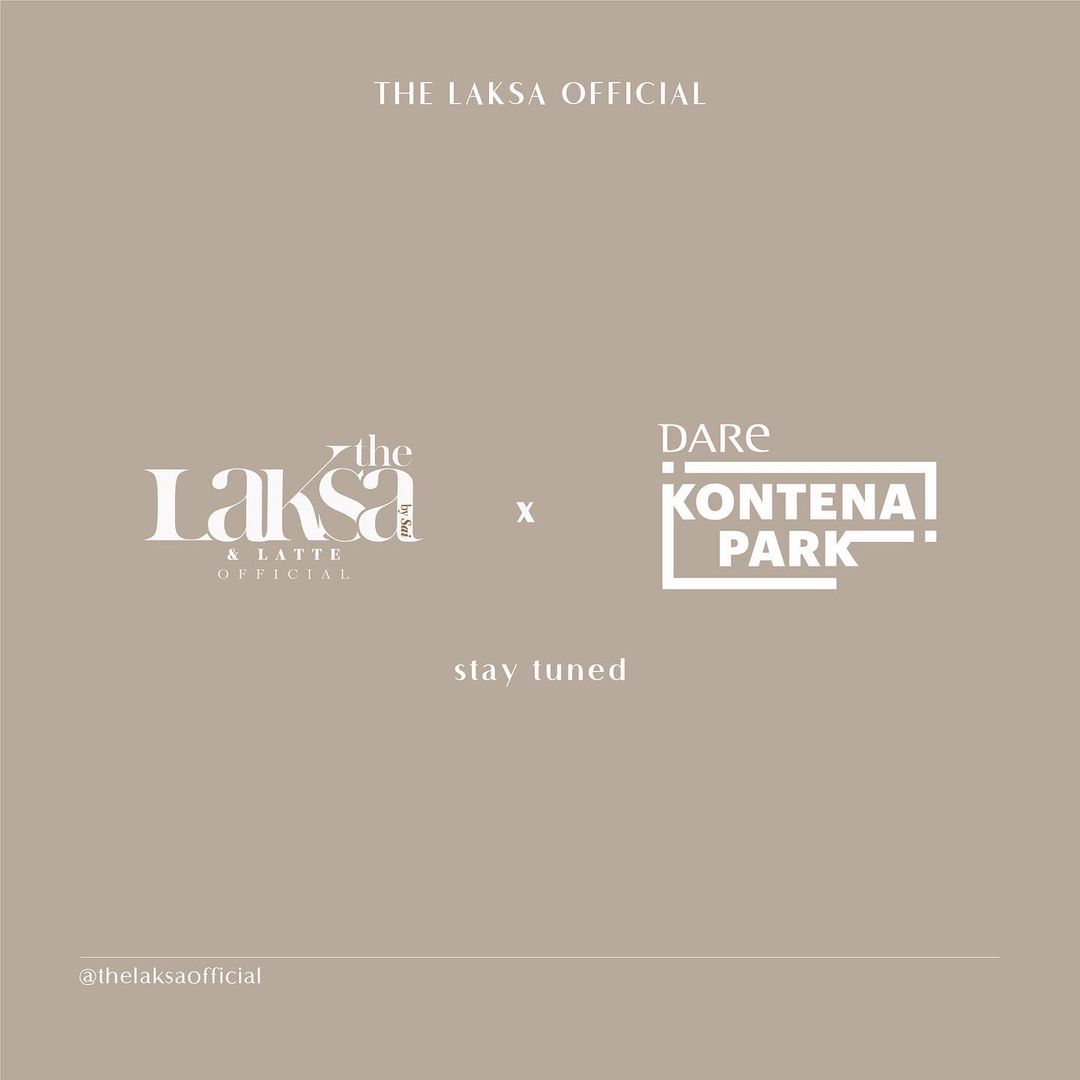 THE LAKSA OFFICIAL
the
Laksa
by Sai
& LATTE
OFFICIAL
x
DARe
KONTENA
PARK
stay tuned
@thelaksaofficial